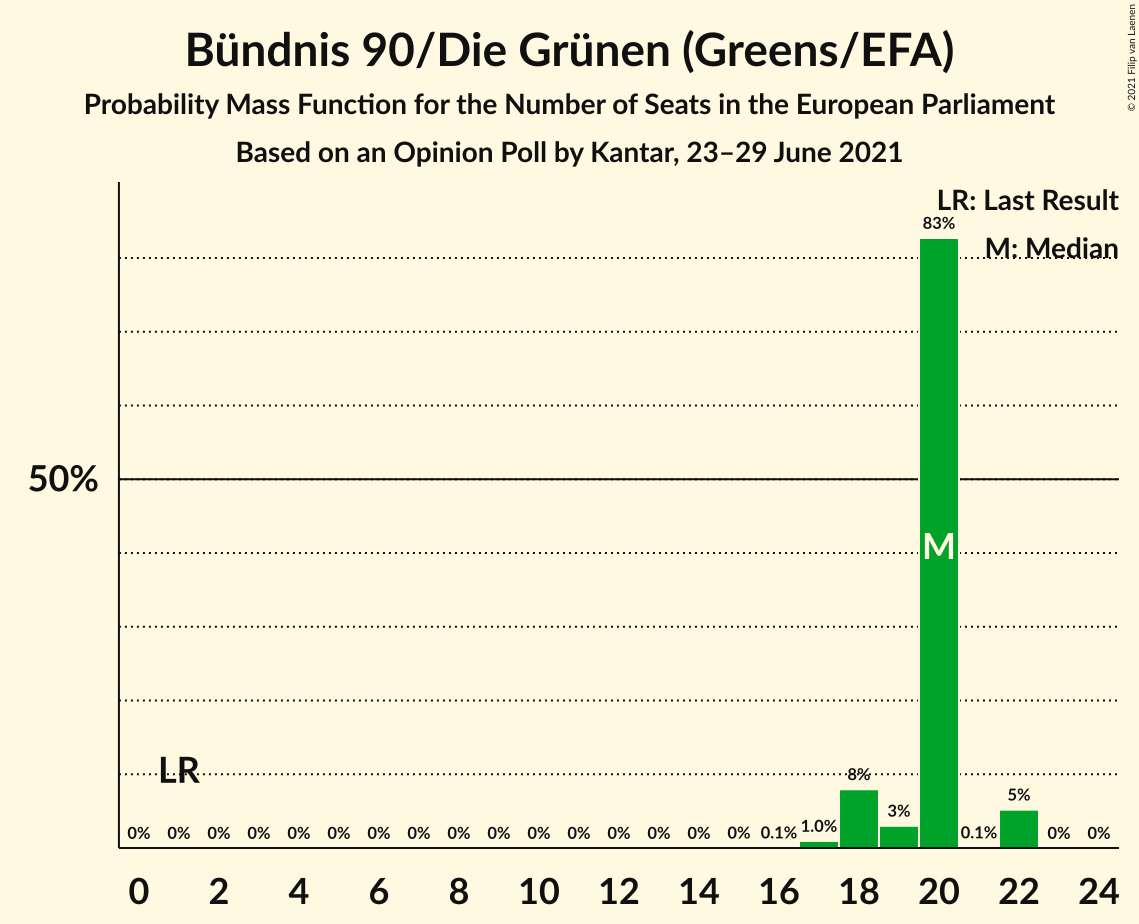 Bündnis 90/Die Grünen (Greens/EFA)
Probability Mass Function for the Number of Seats in the European Parliament
Based on an Opinion Poll by Kantar, 23–29 June 2021
© 2021 Filip van Laenen
LR: Last Result
83%
M: Median
50%
M
LR
8%
5%
3%
0% 0% 0% 0% 0% 0% 0% 0% 0% 0% 0% 0% 0% 0% 0% 0% 0.1% 1.0% 0.1% 0% 0%
0 2 4 6 8 10 12 14 16 18 20 22 24